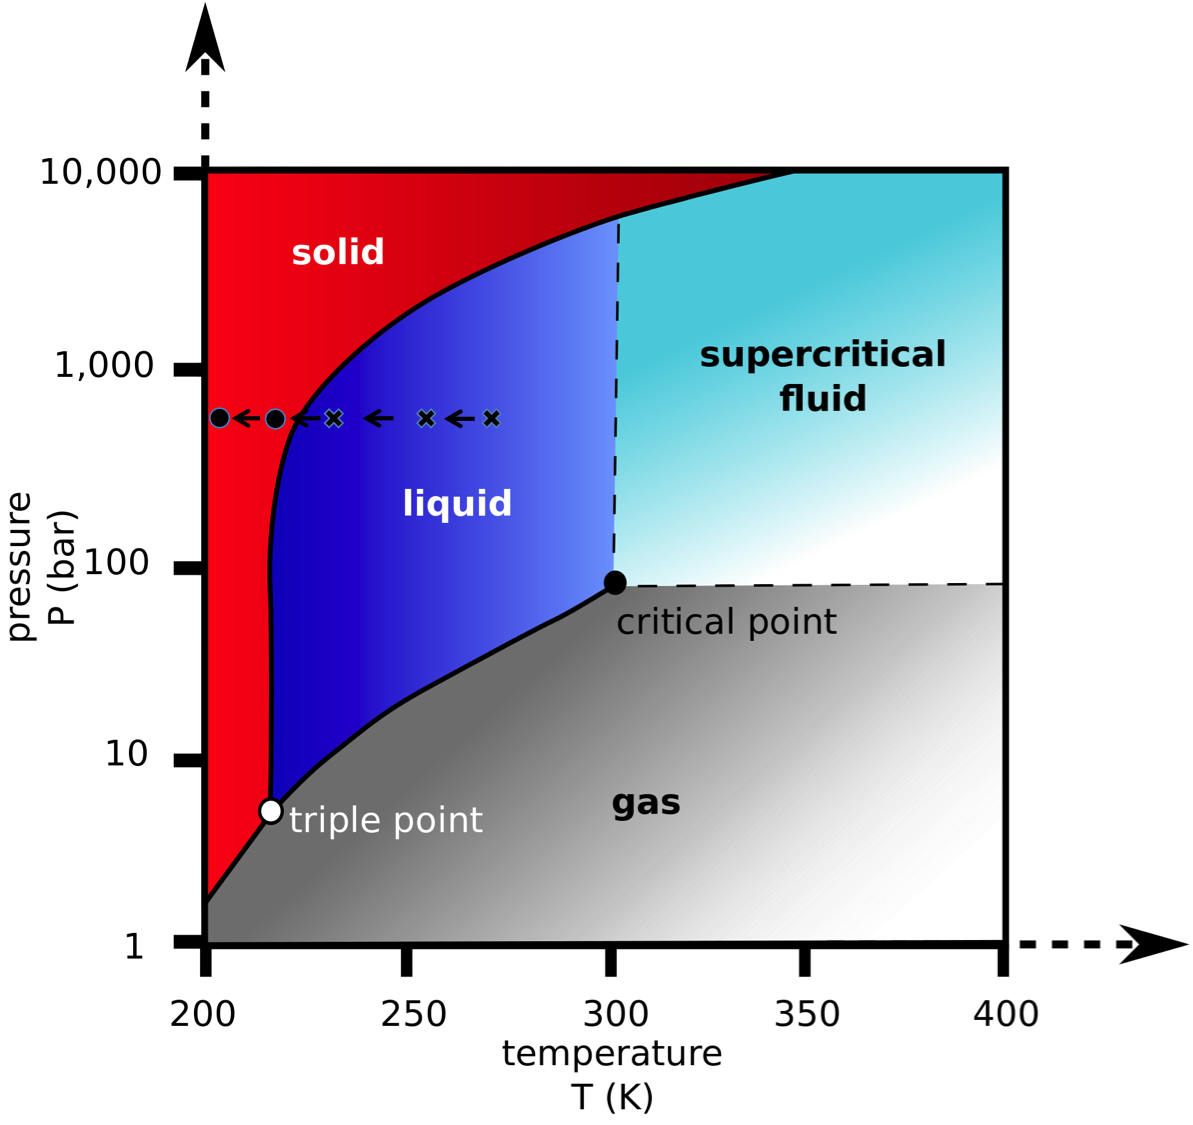 10,000
solid
1,000
supercritical
fluid
liquid
pressure
P (bar)
100
critical point
10
gas
triple point
1
200
250
300
350
400
temperature
T (K)